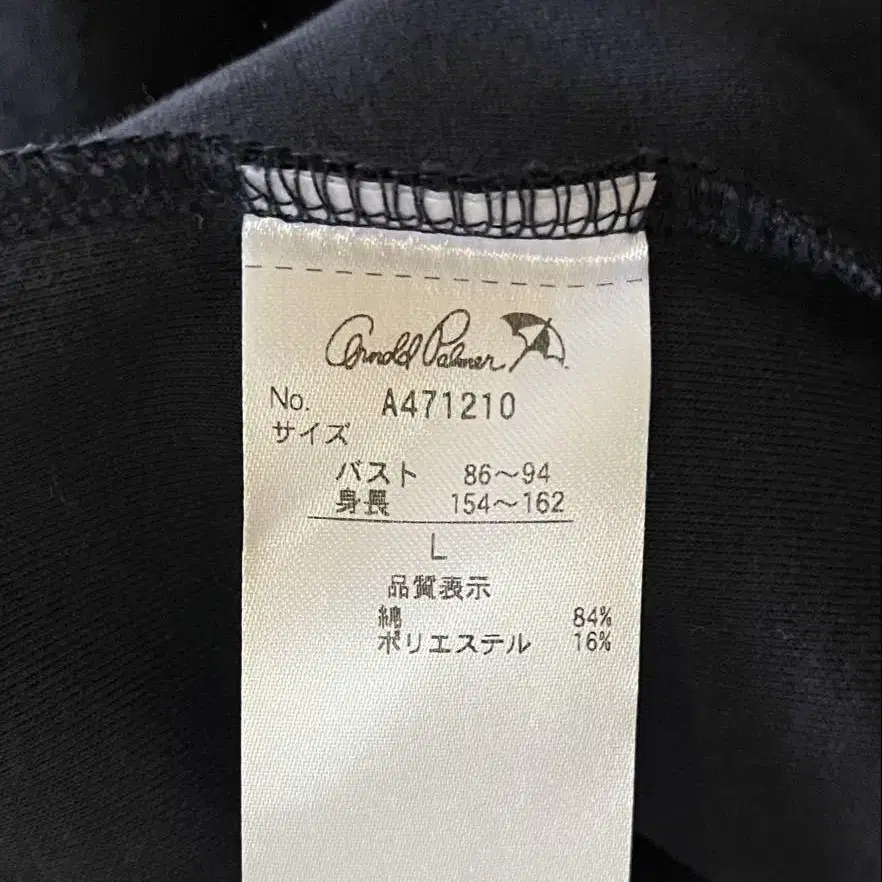 Arnold Palmer
No. A471210
サイズ
バスト 86～94
身長 154～162
L
品質表示
綿 84%
ポリエステル 16%